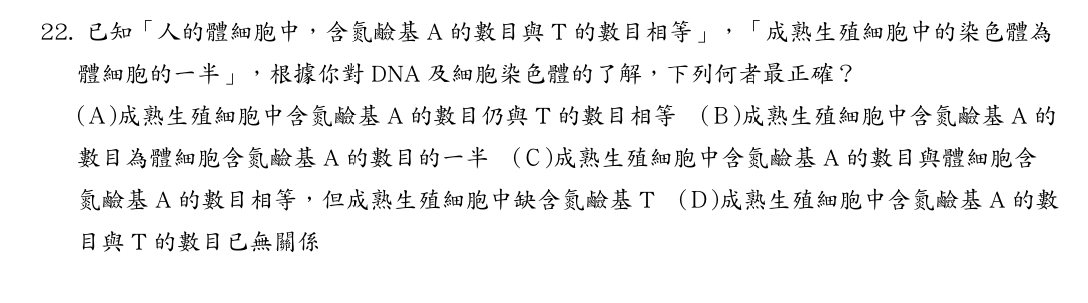 22. 已知「人的體細胞中，含氮鹼基 A 的數目與 T 的數目相等」，「成熟生殖細胞中的染色體為
體細胞的一半」，根據你對 DNA 及細胞染色體的了解，下列何者最正確？
(A)成熟生殖細胞中含氮鹼基 A 的數目仍與 T 的數目相等　(B)成熟生殖細胞中含氮鹼基 A 的
數目為體細胞含氮鹼基 A 的數目的一半　(C)成熟生殖細胞中含氮鹼基 A 的數目與體細胞含
氮鹼基 A 的數目相等，但成熟生殖細胞中缺含氮鹼基 T　(D)成熟生殖細胞中含氮鹼基 A 的數
目與 T 的數目已無關係